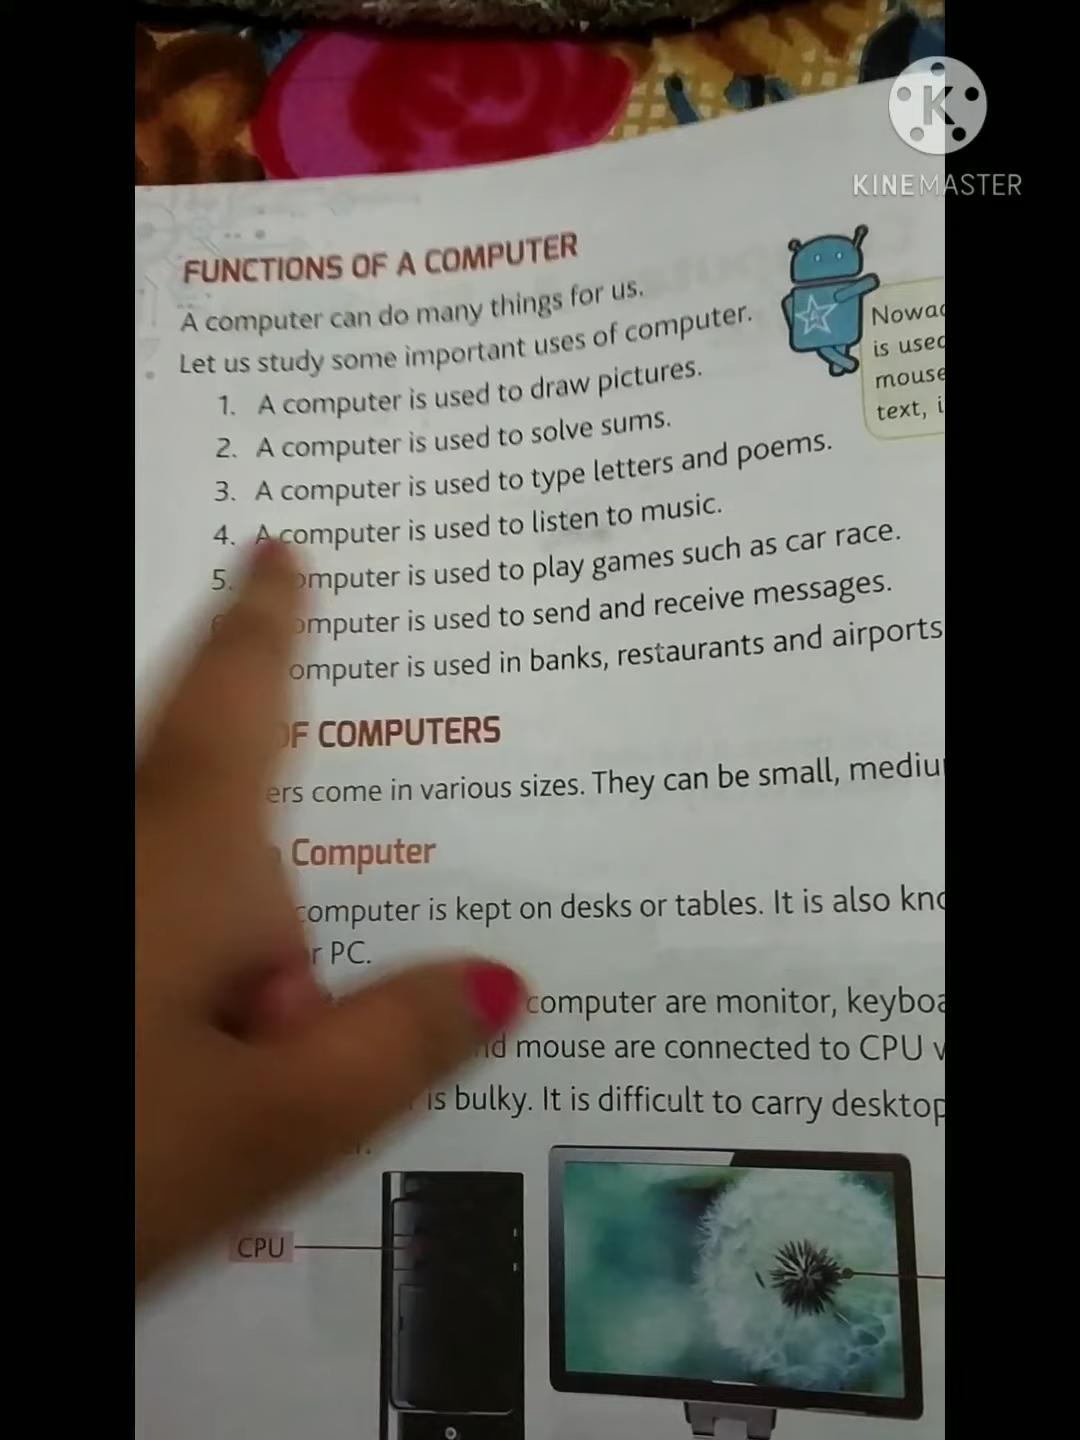 KINEMASTER
FUNCTIONS OF A COMPUTER
A computer can do many things for us.
Let us study some important uses of computer.
1. A computer is used to draw pictures.
2. A computer is used to solve sums.
3. A computer is used to type letters and poems.
4. A computer is used to listen to music.
5. omputer is used to play games such as car race.
omputer is used to send and receive messages.
omputer is used in banks, restaurants and airports
Nowad
is used
mouse
text, i
OF COMPUTERS
ers come in various sizes. They can be small, mediu
Computer
computer is kept on desks or tables. It is also kno
r PC.
computer are monitor, keyboa
nd mouse are connected to CPU
is bulky. It is difficult to carry desktop
CPU